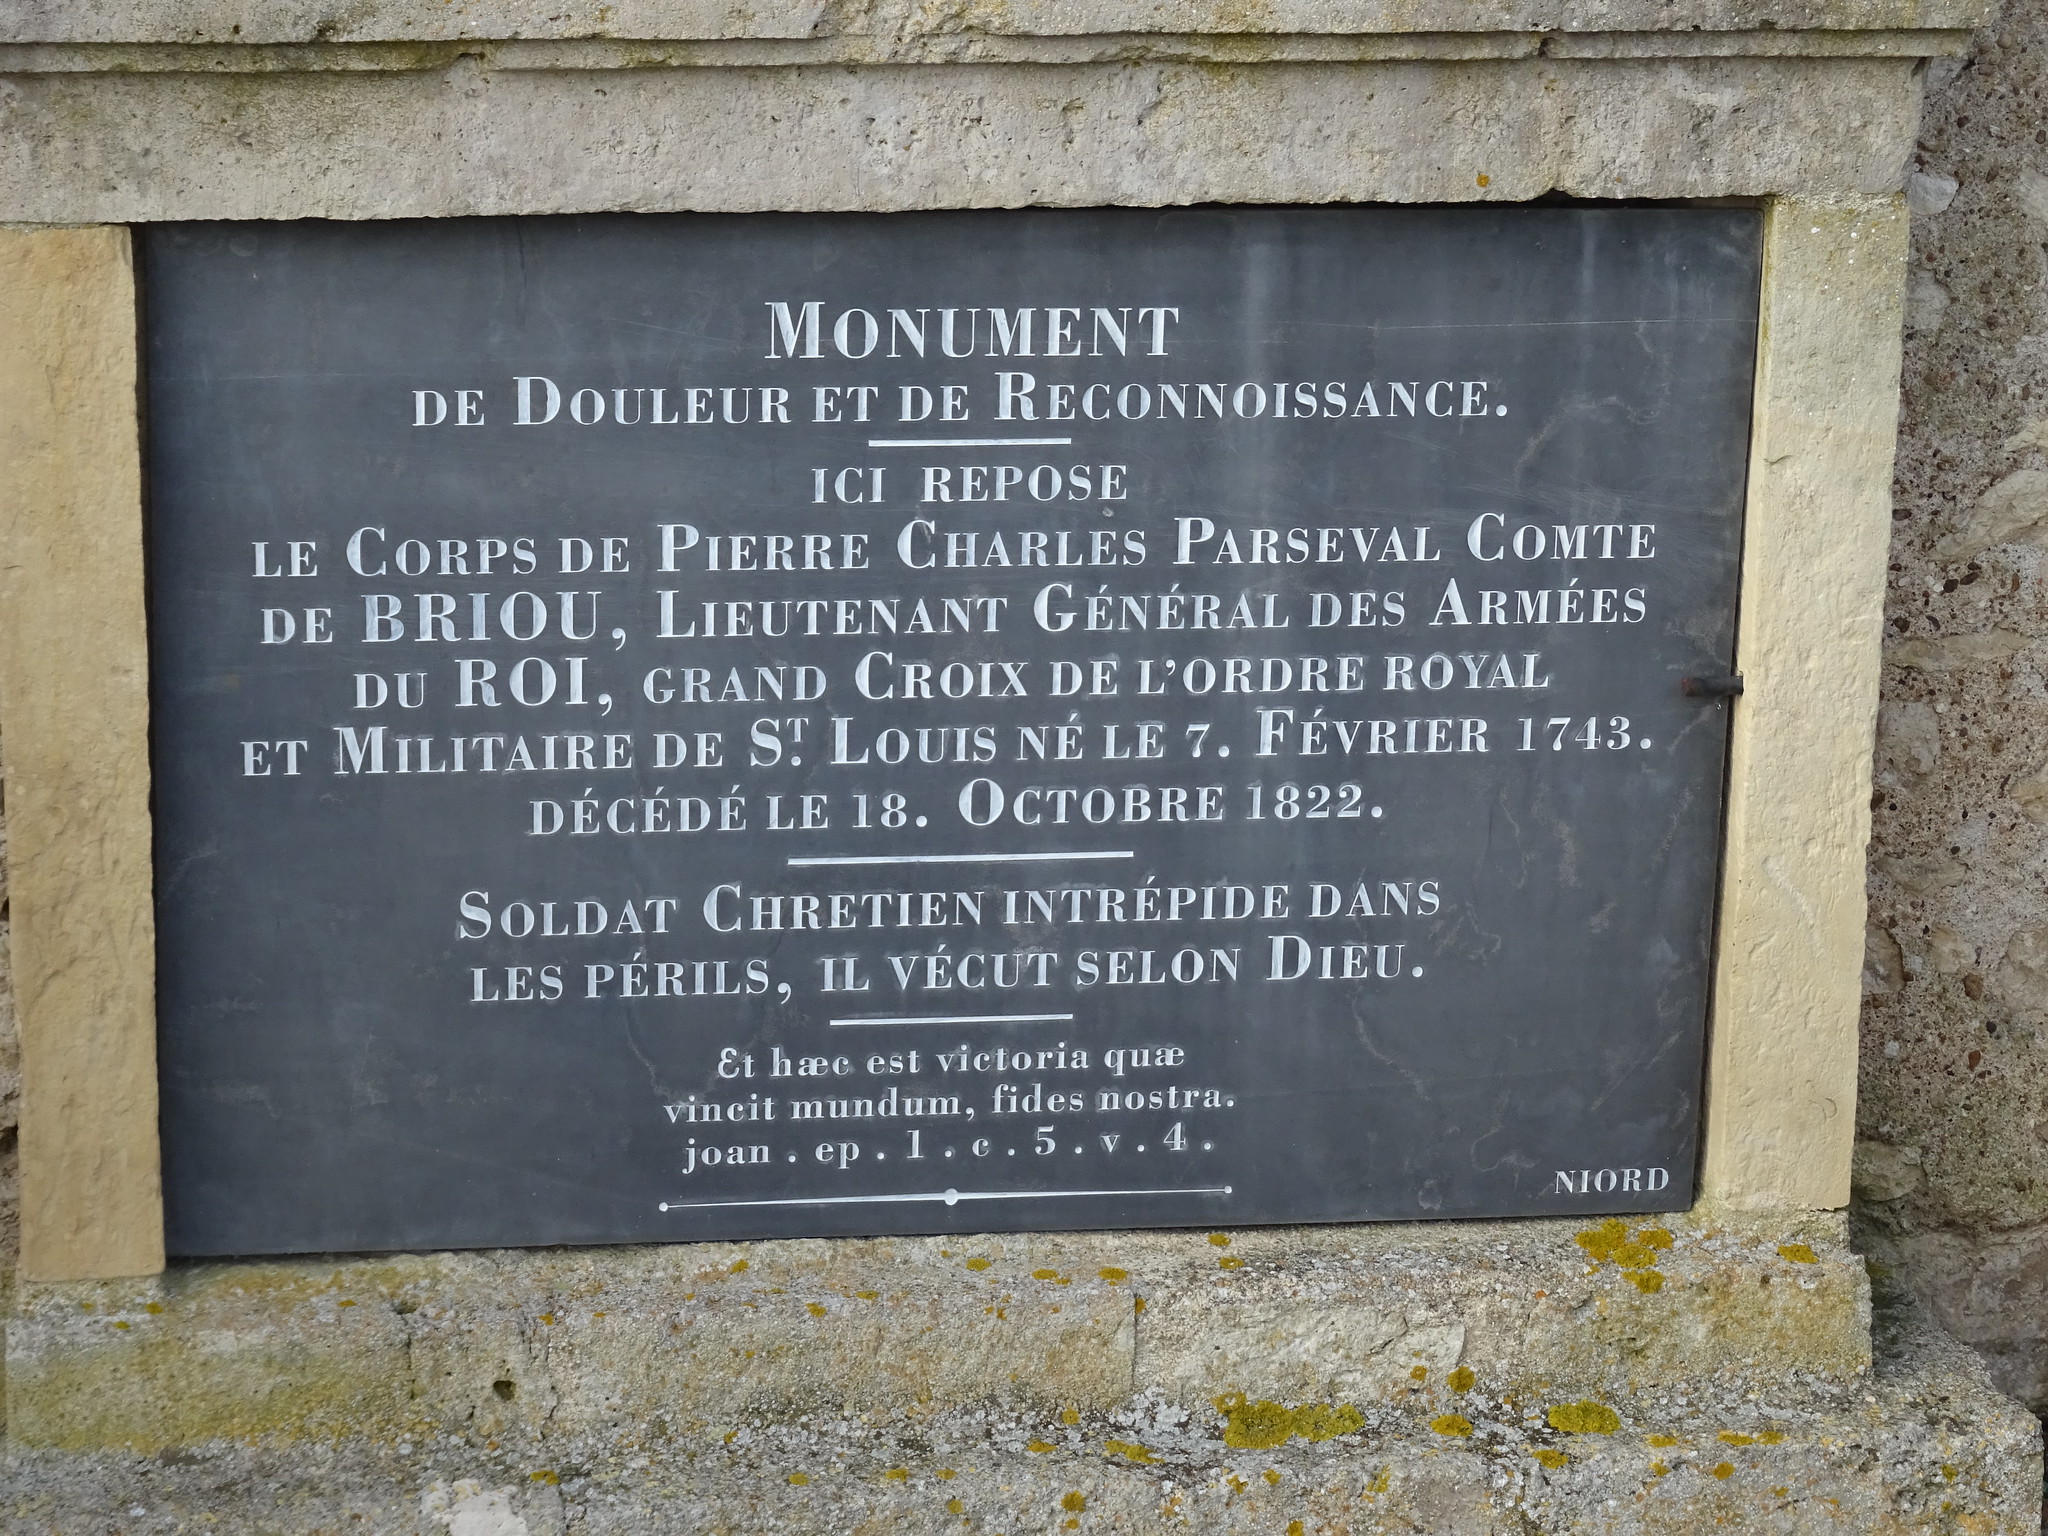 MONUMENT
DE DOULEUR ET DE RECONNOISSANCE.
ICI REPOSE
LE CORPS DE PIERRE CHARLES PARSEVAL COMTE
DE BRIOU, LIEUTENANT GÉNÉRAL DES ARMÉES
DU ROI, GRAND CROIX DE L'ORDRE ROYAL
ET MILITAIRE DE ST. LOUIS NÉ LE 7. FÉVRIER 1743.
DÉCÉDÉ LE 18. OCTOBRE 1822.
SOLDAT CHRETIEN INTRÉPIDE DANS
LES PÉRILS, IL VÉCUT SELON DIEU.
Et hæc est victoria quæ
vincit mundum, fides nostra.
joan . ep . 1 . c . 5 . v . 4 .
NIORD